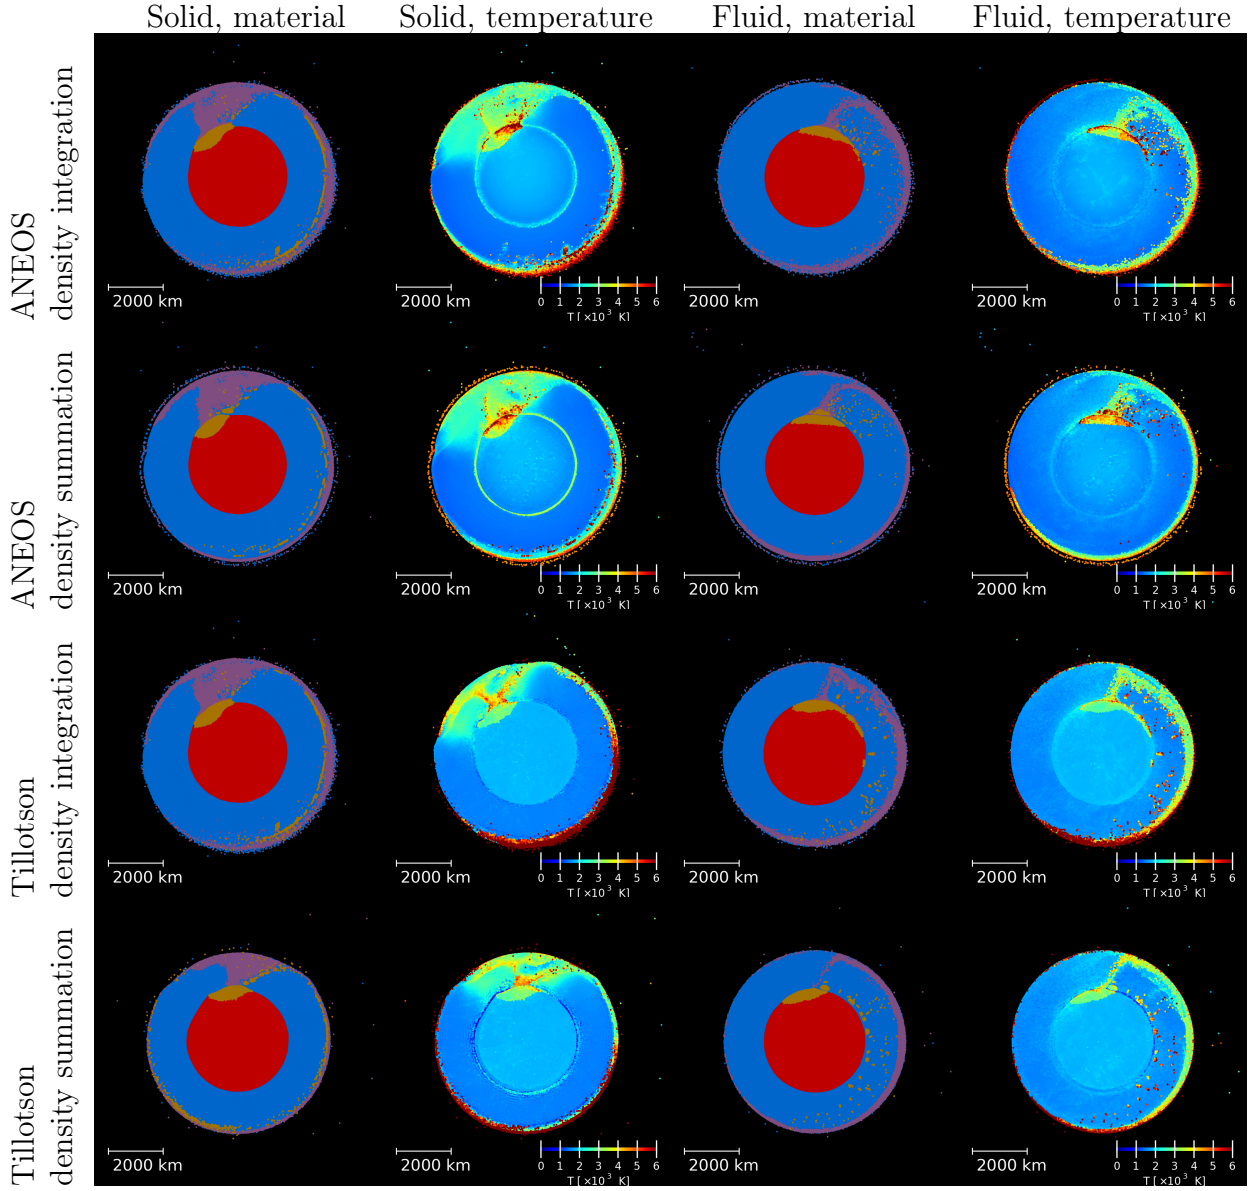 Solid, material
Solid, temperature
Fluid, material
Fluid, temperature
ANEOS
density integration
2000 km
2000 km
0 1 2 3 4 5 6
T [×10³ K]
2000 km
2000 km
0 1 2 3 4 5 6
T [×10³ K]
ANEOS
density summation
2000 km
2000 km
0 1 2 3 4 5 6
T [×10³ K]
2000 km
2000 km
0 1 2 3 4 5 6
T [×10³ K]
Tillotson
density integration
2000 km
2000 km
0 1 2 3 4 5 6
T [×10³ K]
2000 km
2000 km
0 1 2 3 4 5 6
T [×10³ K]
Tillotson
density summation
2000 km
2000 km
0 1 2 3 4 5 6
T [×10³ K]
2000 km
2000 km
0 1 2 3 4 5 6
T [×10³ K]